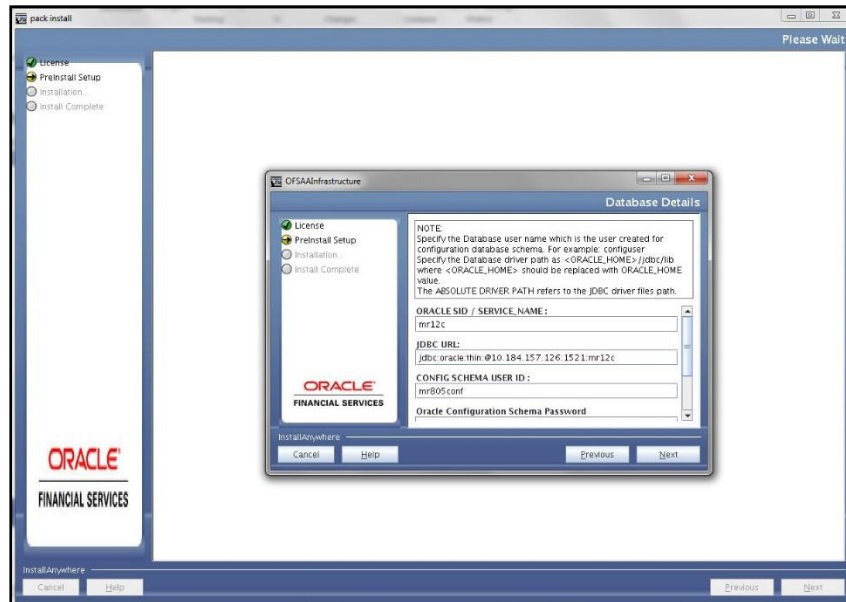 pack install
Please Wait
License
PreInstall Setup
Installation...
Install Complete
OFSAAInfrastructure
Database Details
License
PreInstall Setup
Installation...
Install Complete
NOTE:
Specify the Database user name which is the user created for
configuration database schema. For example: configuser
Specify the Database driver path as <ORACLE_HOME>/jdbc/lib
where <ORACLE_HOME> should be replaced with ORACLE_HOME
value.
The ABSOLUTE DRIVER PATH refers to the JDBC driver files path.
ORACLE SID / SERVICE_NAME :
mr12c
JDBC URL:
jdbc:oracle:thin:@10.184.157.126:1521:mr12c
CONFIG SCHEMA USER ID :
mr805conf
Oracle Configuration Schema Password
ORACLE
FINANCIAL SERVICES
InstallAnywhere
Cancel
Help
Previous
Next
ORACLE
FINANCIAL SERVICES
InstallAnywhere
Cancel
Help
Previous
Next